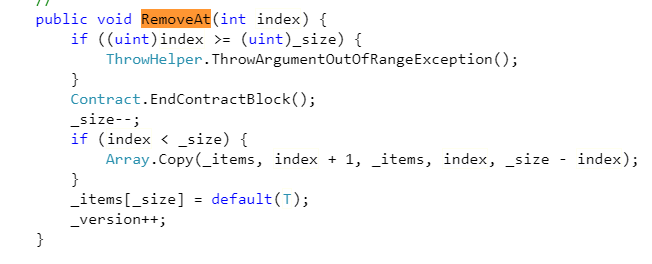 //
public void RemoveAt(int index) {
if ((uint)index >= (uint)_size) {
ThrowHelper.ThrowArgumentOutOfRangeException();
}
Contract.EndContractBlock();
_size--;
if (index < _size) {
Array.Copy(_items, index + 1, _items, index, _size - index);
}
_items[_size] = default(T);
_version++;
}